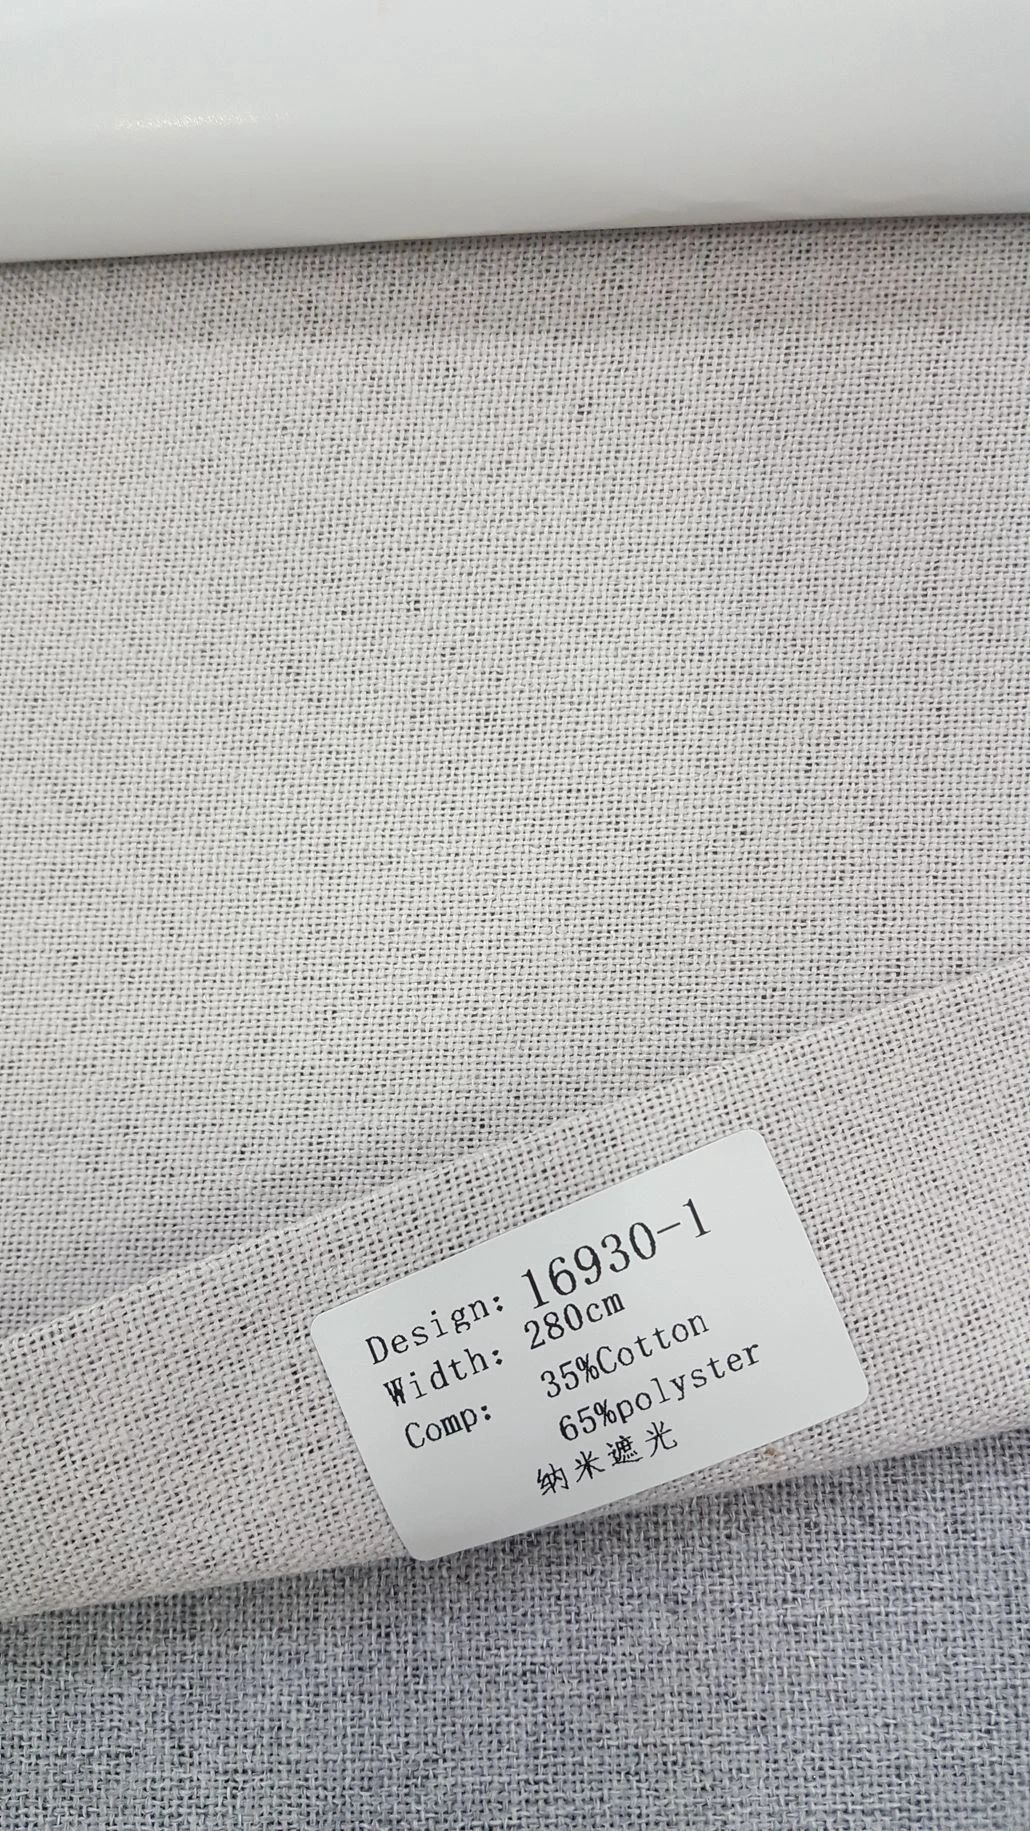 Design: 16930-1
Width: 280cm
Comp: 35%Cotton
65%polyster
纳米遮光